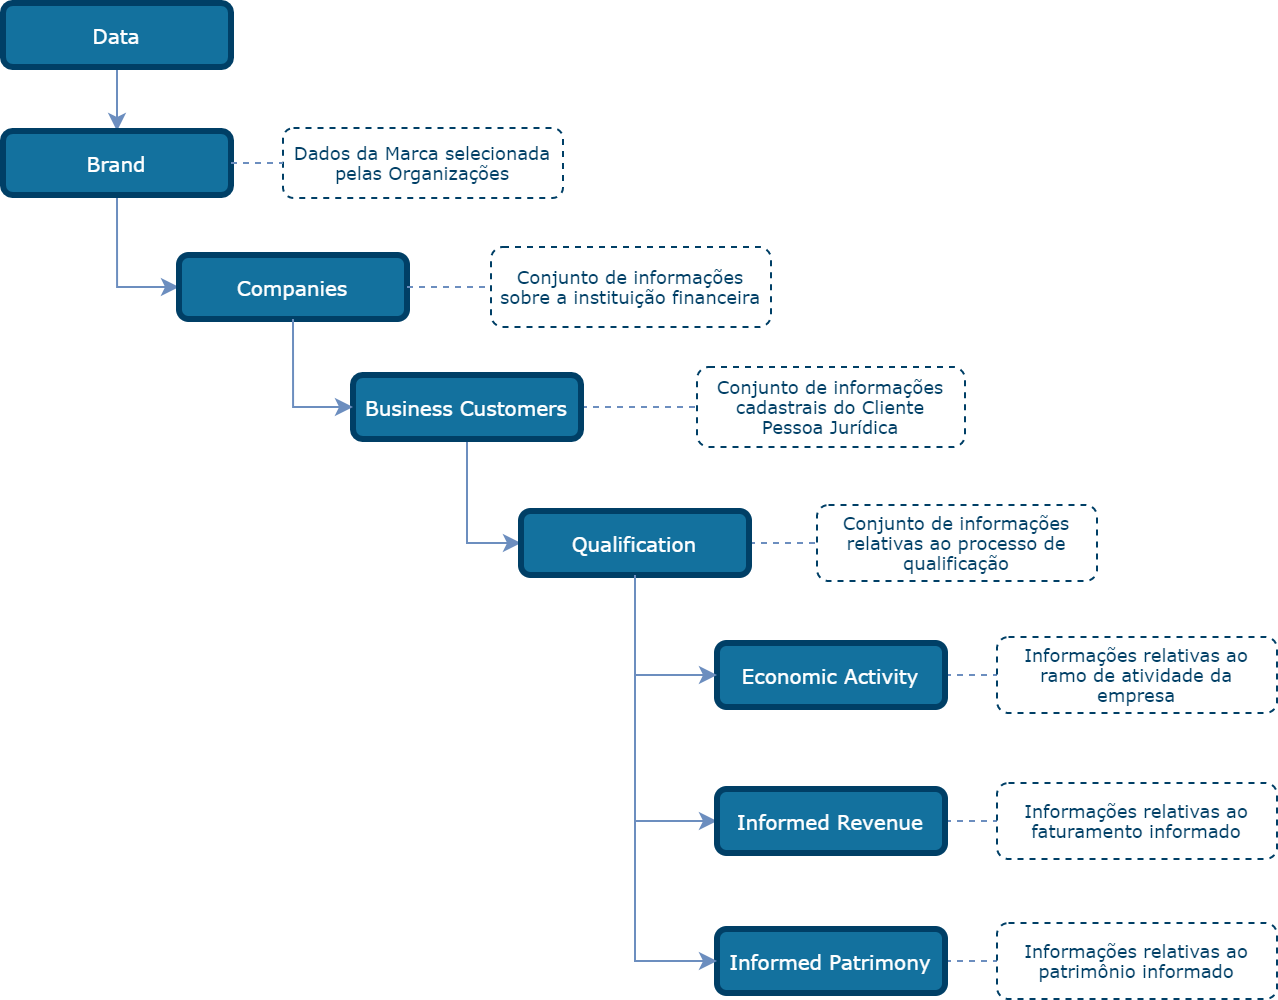 Data
Brand
Dados da Marca selecionada
pelas Organizações
Companies
Conjunto de informações
sobre a instituição financeira
Business Customers
Conjunto de informações
cadastrais do Cliente
Pessoa Jurídica
Qualification
Conjunto de informações
relativas ao processo de
qualificação
Economic Activity
Informações relativas ao
ramo de atividade da
empresa
Informed Revenue
Informações relativas ao
faturamento informado
Informed Patrimony
Informações relativas ao
patrimônio informado